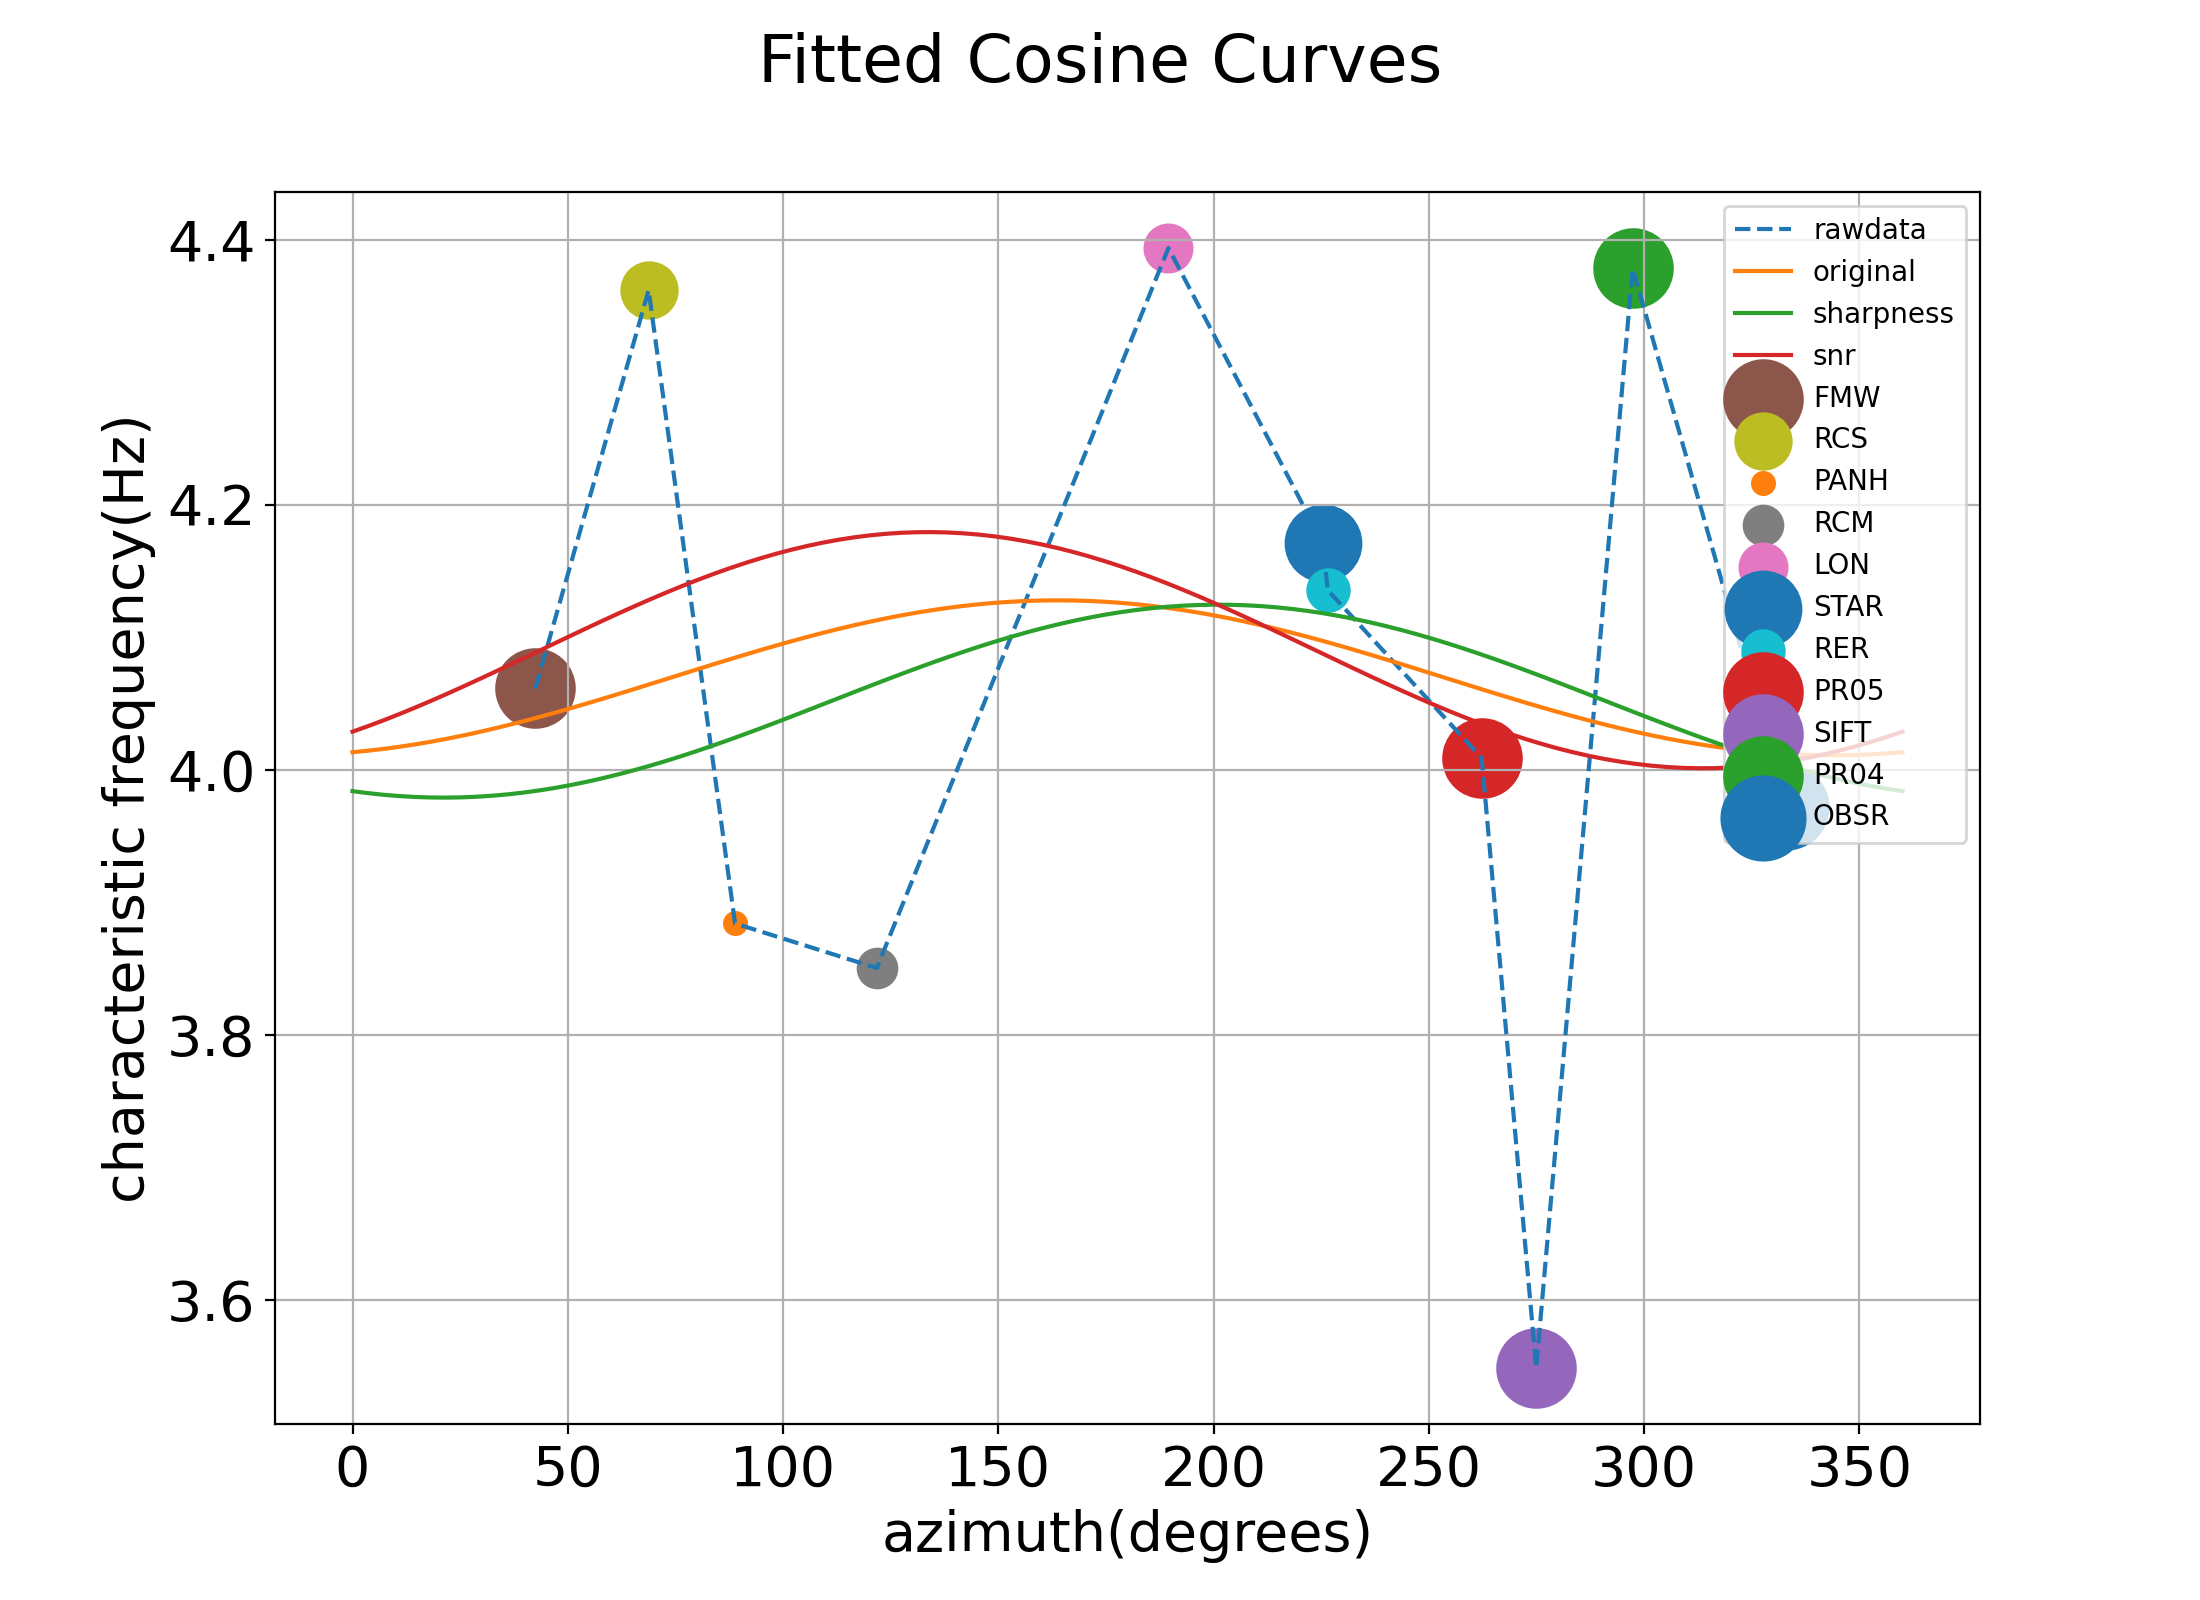 Fitted Cosine Curves
characteristic frequency(Hz)
4.4
4.2
4.0
3.8
3.6
0 50 100 150 200 250 300 350
azimuth(degrees)
rawdata
original
sharpness
snr
FMW
RCS
PANH
RCM
LON
STAR
RER
PR05
SIFT
PR04
OBSR